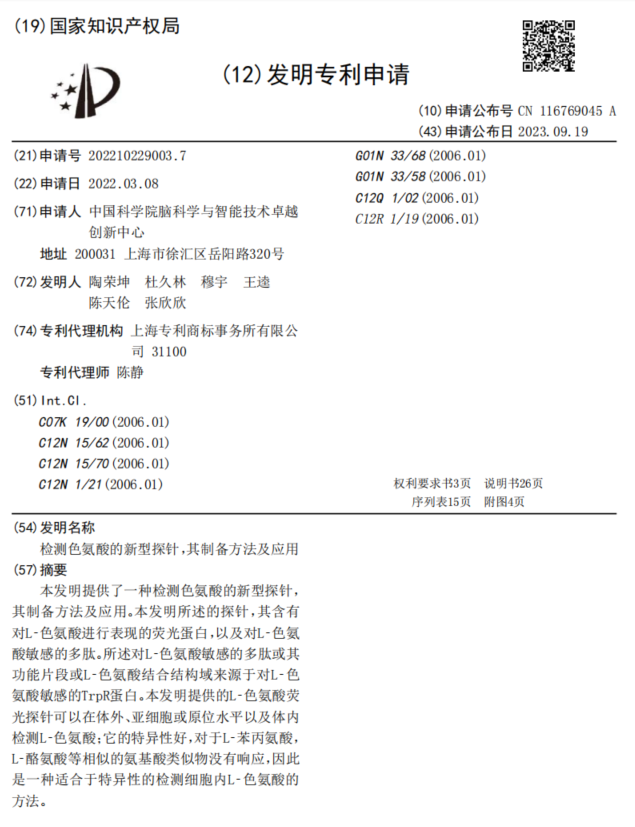 (19)国家知识产权局
(12)发明专利申请
(10)申请公布号 CN 116769045 A
(43)申请公布日 2023.09.19
(21)申请号 202210229003.7
(22)申请日 2022.03.08
(71)申请人 中国科学院脑科学与智能技术卓越
创新中心
地址 200031 上海市徐汇区岳阳路320号
(72)发明人 陶荣坤 杜久林 穆宇 王逵
陈天伦 张欣欣
(74)专利代理机构 上海专利商标事务所有限公
司 31100
专利代理师 陈静
(51)Int.Cl.
C07K 19/00(2006.01)
C12N 15/62(2006.01)
C12N 15/70(2006.01)
C12N 1/21(2006.01)
G01N 33/68(2006.01)
G01N 33/58(2006.01)
C12Q 1/02(2006.01)
C12R 1/19(2006.01)
权利要求书3页 说明书26页
序列表15页 附图4页
(54)发明名称
检测色氨酸的新型探针,其制备方法及应用
(57)摘要
本发明提供了一种检测色氨酸的新型探针,
其制备方法及应用。本发明所述的探针,其含有
对L-色氨酸进行表现的荧光蛋白,以及对L-色氨
酸敏感的多肽。所述对L-色氨酸敏感的多肽或其
功能片段或L-色氨酸结合结构域来源于对L-色
氨酸敏感的TrpR蛋白。本发明提供的L-色氨酸荧
光探针可以在体外、亚细胞或原位水平以及体内
检测L-色氨酸;它的特异性好,对于L-苯丙氨酸,
L-酪氨酸等相似的氨基酸类似物没有响应,因此
是一种适合于特异性的检测细胞内L-色氨酸的
方法。